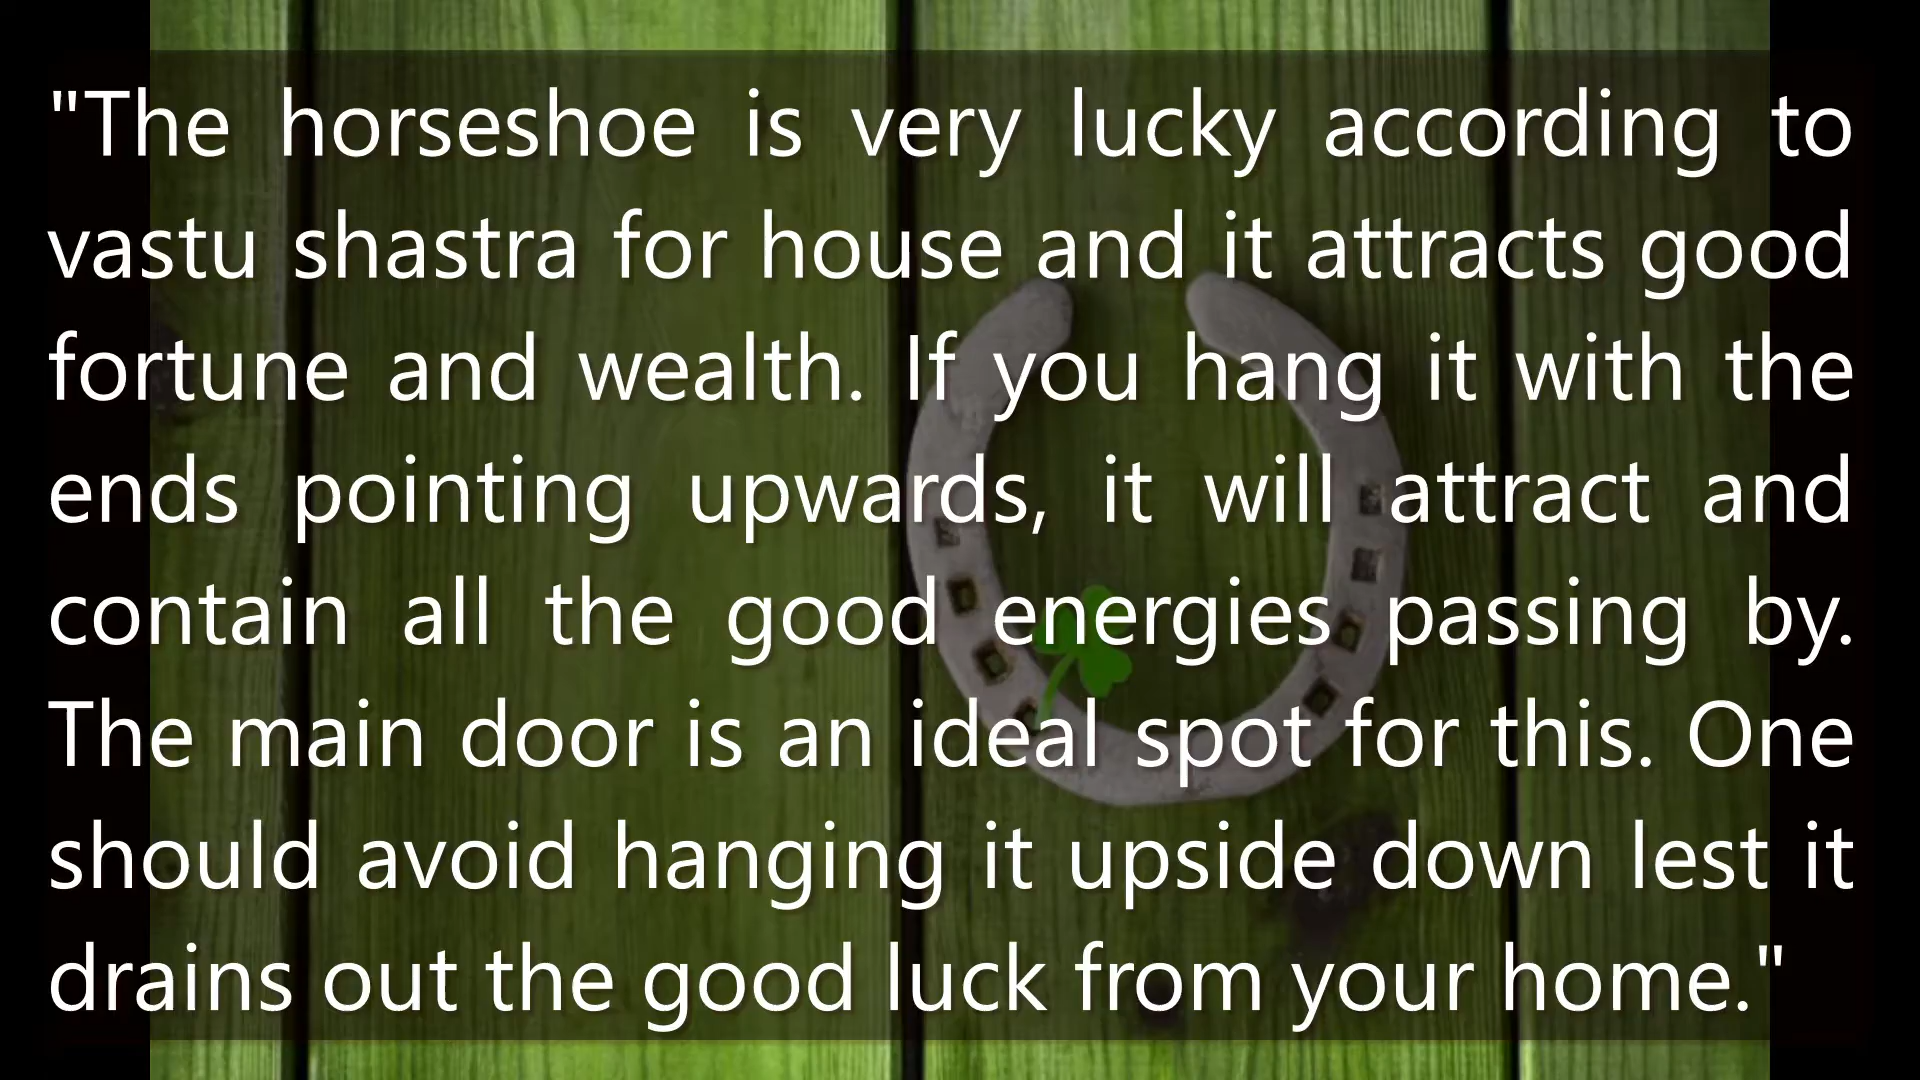 "The horseshoe is very lucky according to
vastu shastra for house and it attracts good
fortune and wealth. If you hang it with the
ends pointing upwards, it will attract and
contain all the good energies passing by.
The main door is an ideal spot for this. One
should avoid hanging it upside down lest it
drains out the good luck from your home."